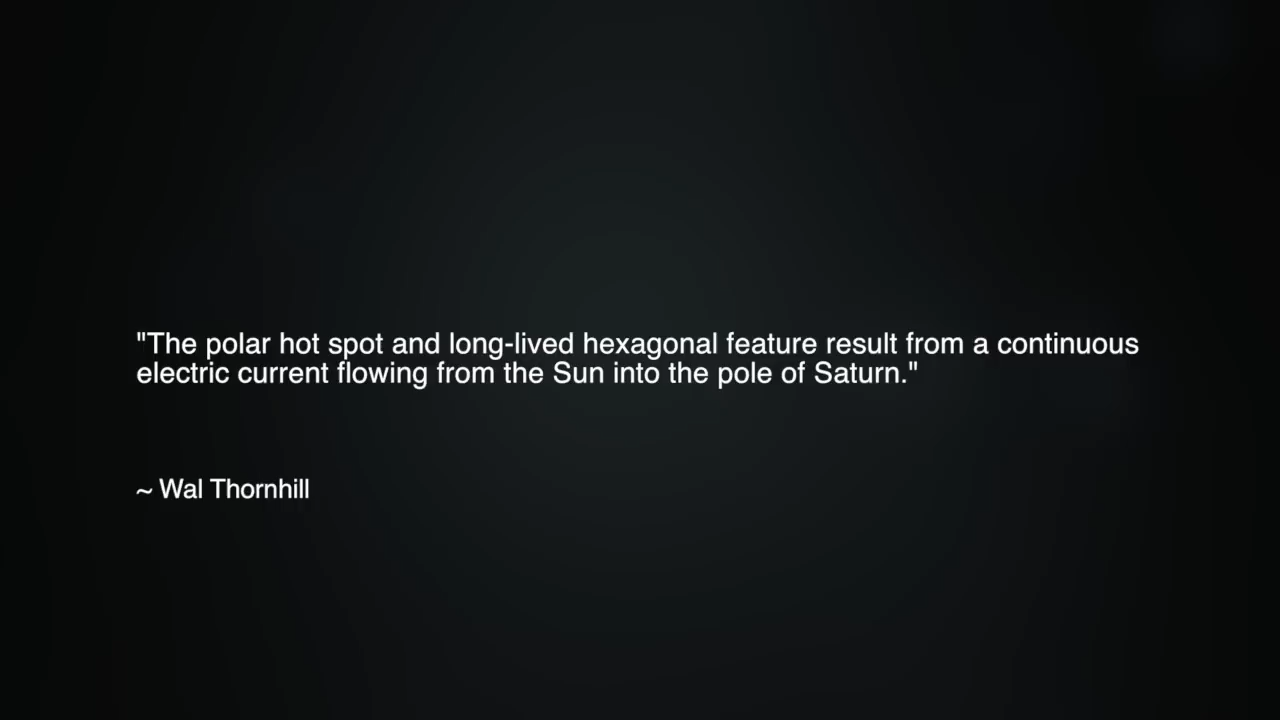 "The polar hot spot and long-lived hexagonal feature result from a continuous
electric current flowing from the Sun into the pole of Saturn."
~ Wal Thornhill